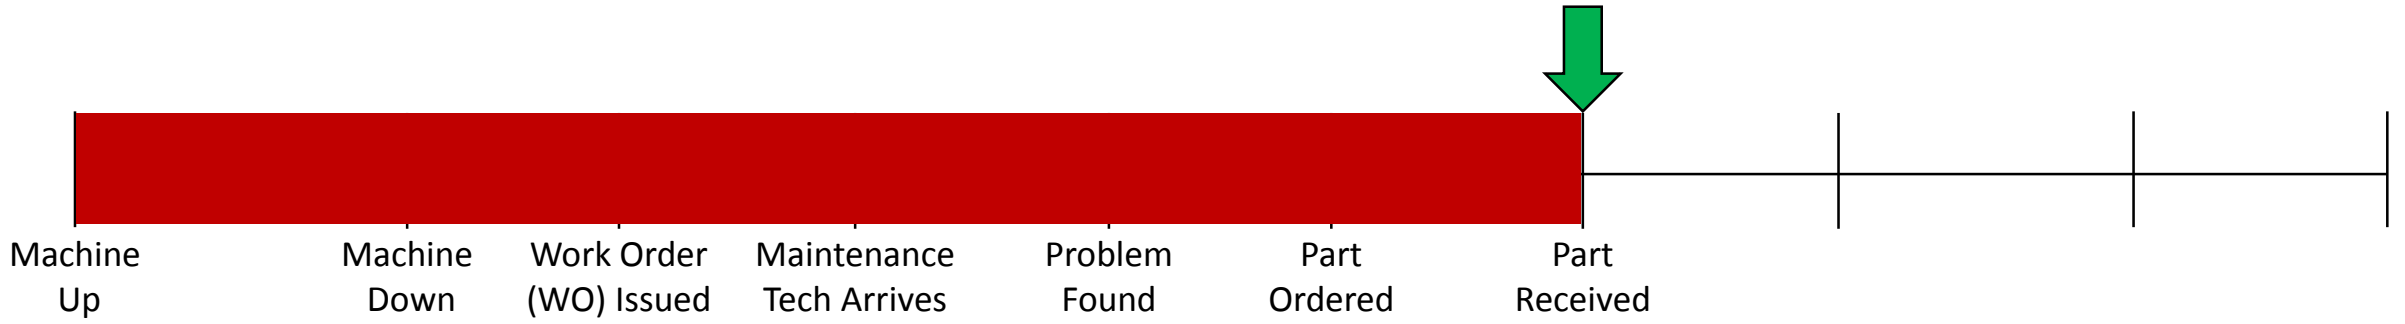 Machine
Up
Machine
Down
Work Order
(WO) Issued
Maintenance
Tech Arrives
Problem
Found
Part
Ordered
Part
Received